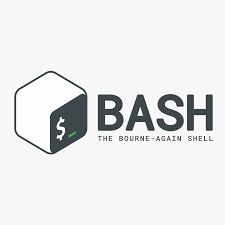 $_
BASH
THE BOURNE-AGAIN SHELL